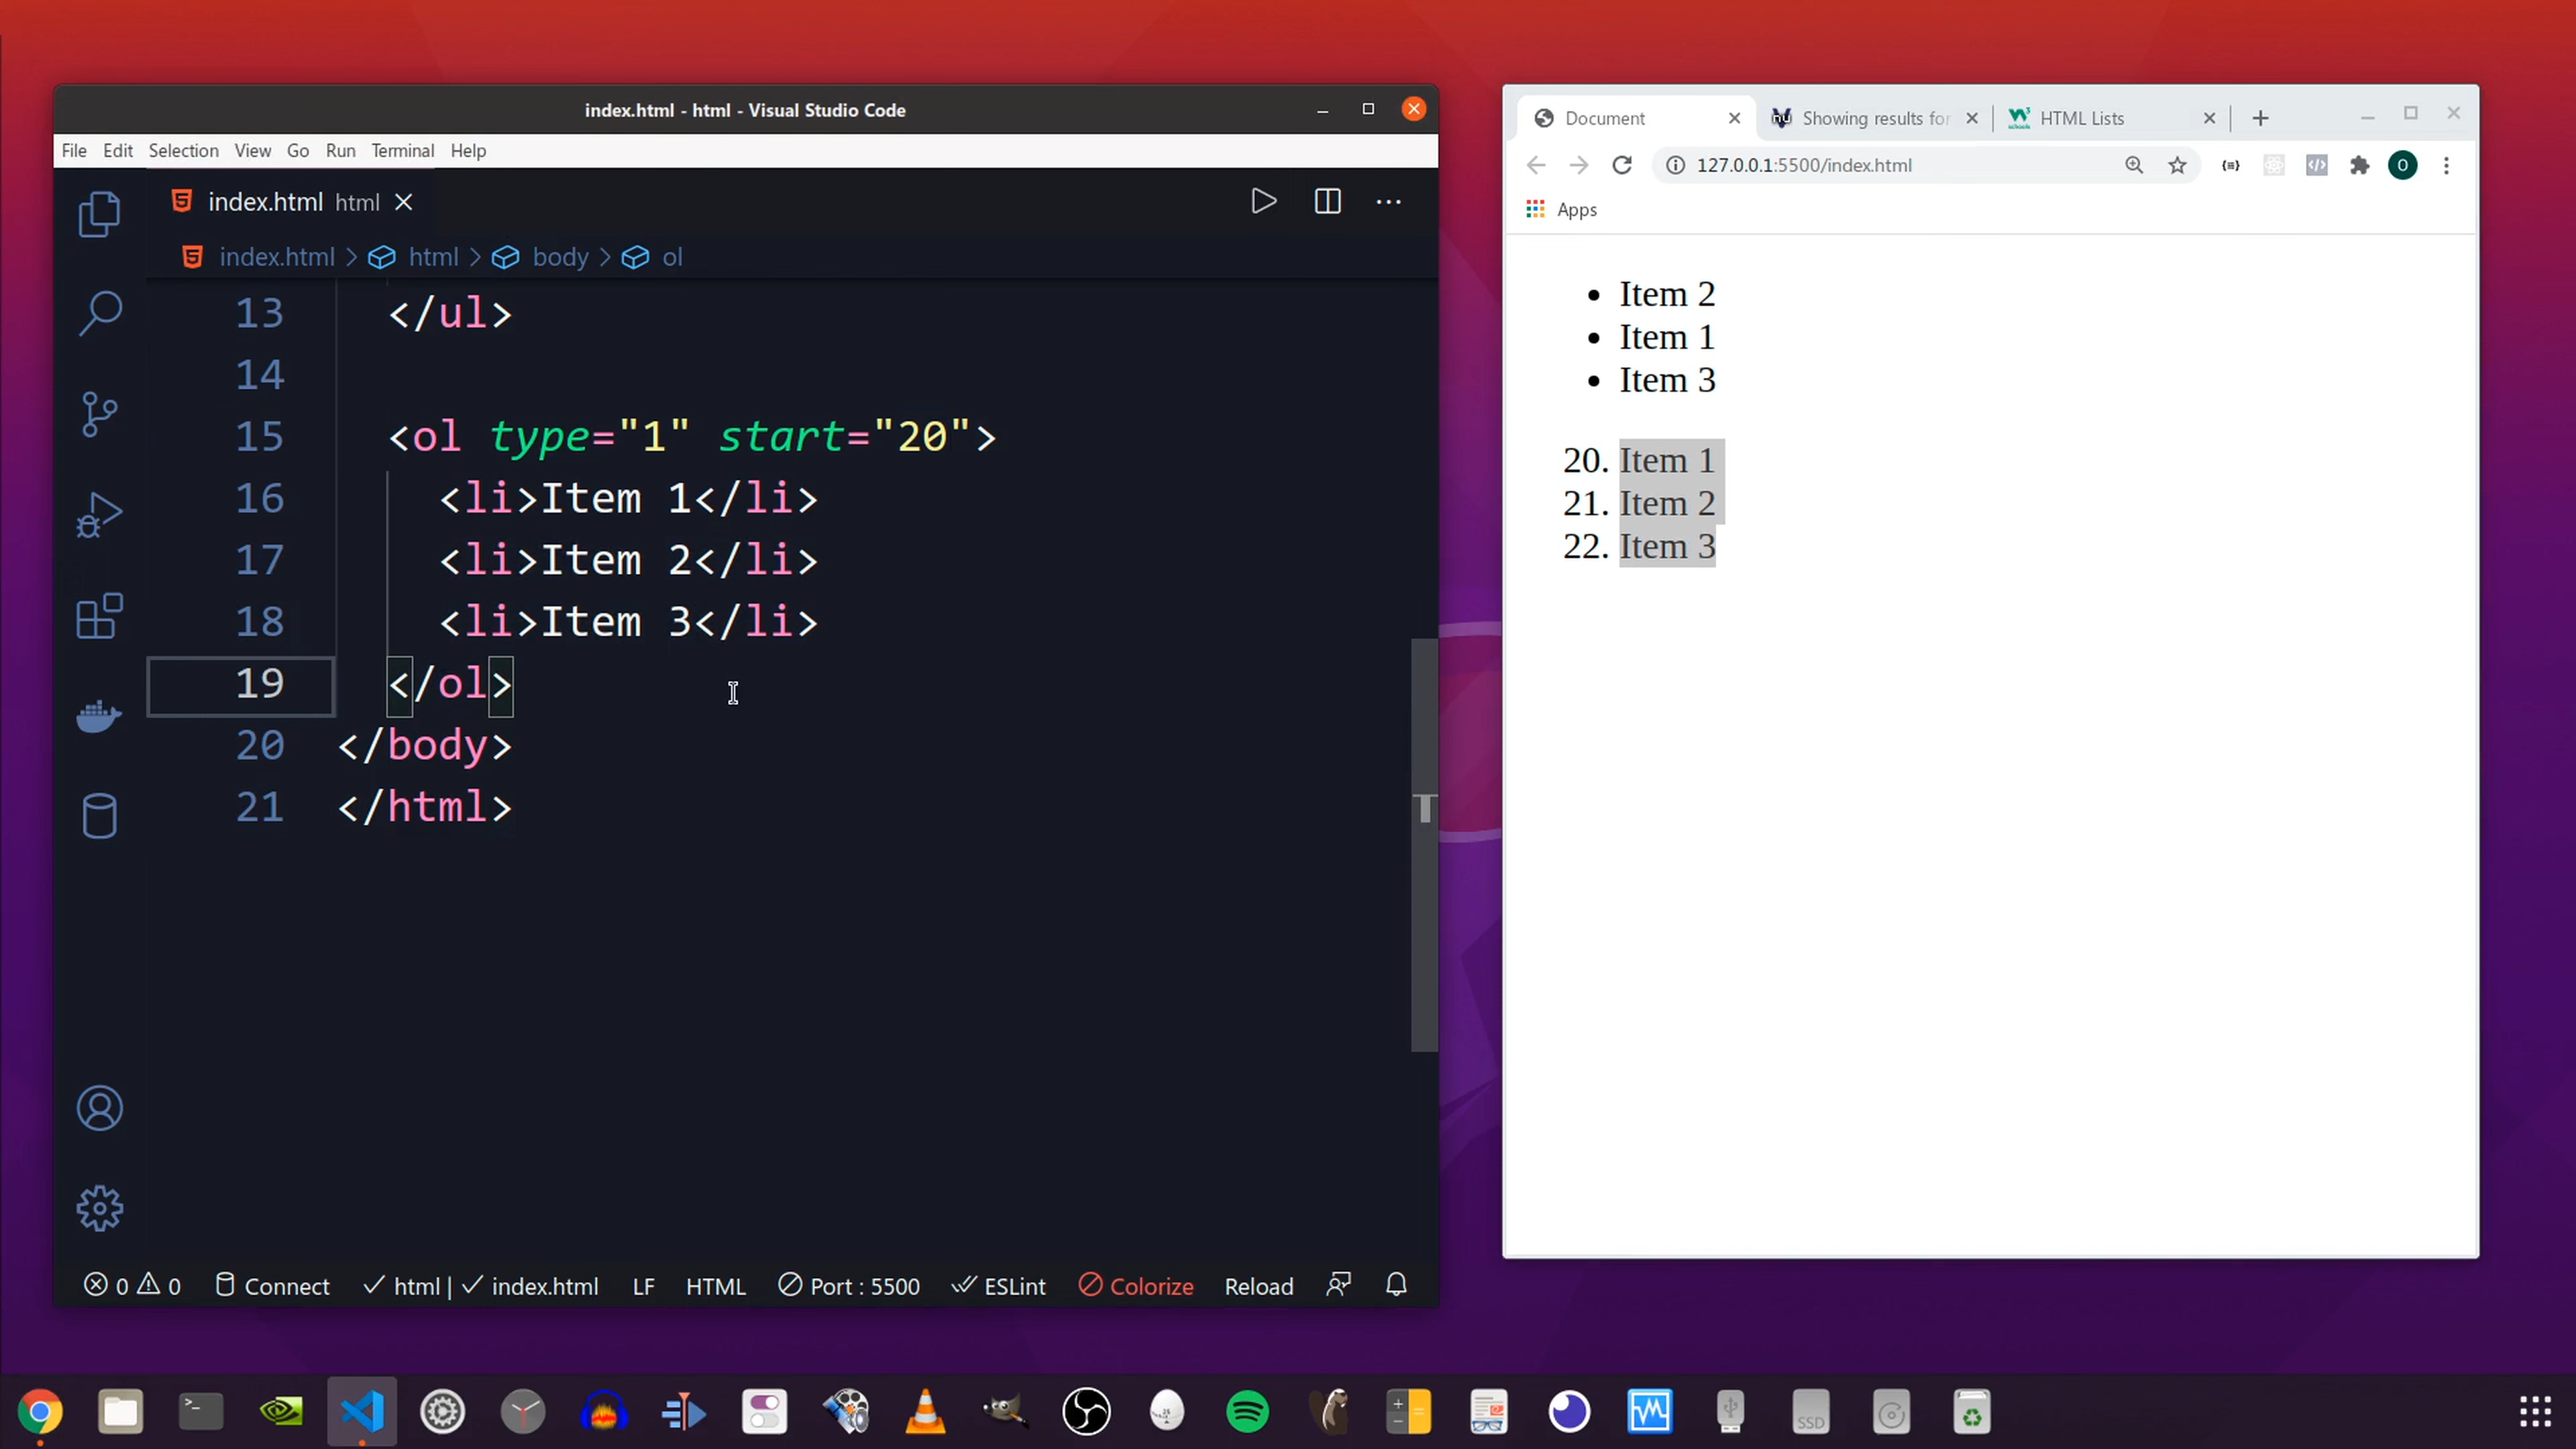 index.html - html - Visual Studio Code
File Edit Selection View Go Run Terminal Help
index.html html
index.html > html > body > ol
13 </ul>
14
15 <ol type="1" start="20">
16 <li>Item 1</li>
17 <li>Item 2</li>
18 <li>Item 3</li>
19 </ol>
20 </body>
21 </html>
0 0 Connect html | index.html LF HTML Port : 5500 ESLint Colorize Reload
Document Showing results for HTML Lists
127.0.0.1:5500/index.html O
Apps
• Item 2
• Item 1
• Item 3
20. Item 1
21. Item 2
22. Item 3
SSD